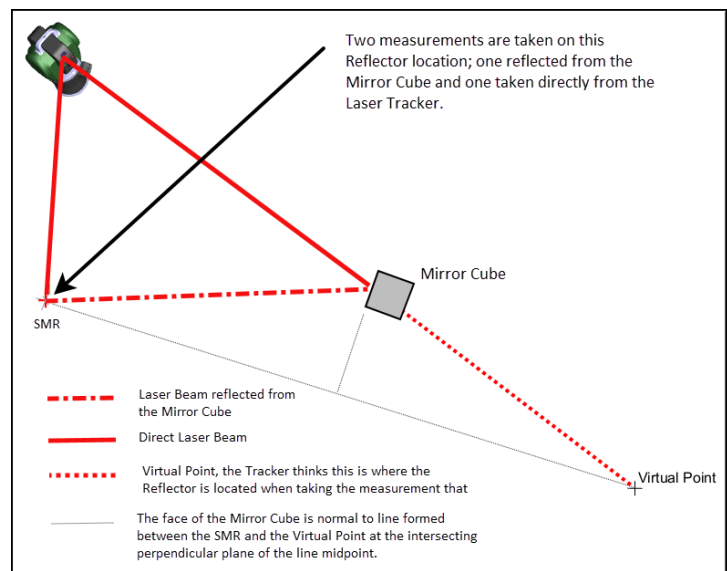 Two measurements are taken on this
Reflector location; one reflected from the
Mirror Cube and one taken directly from the
Laser Tracker.
Mirror Cube
SMR
Laser Beam reflected from
the Mirror Cube
Direct Laser Beam
Virtual Point, the Tracker thinks this is where the
Reflector is located when taking the measurement that
Virtual Point
The face of the Mirror Cube is normal to line formed
between the SMR and the Virtual Point at the intersecting
perpendicular plane of the line midpoint.